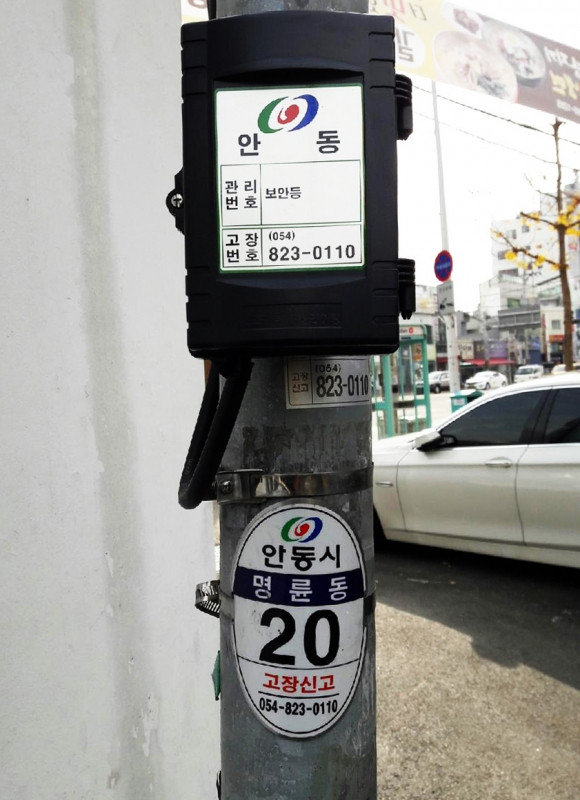 안 동
관리
번호
보안등
고장
번호
(054)
823-0110
고장
신고
(054)
823-0110
안동시
명륜동
20
고장신고
054-823-0110